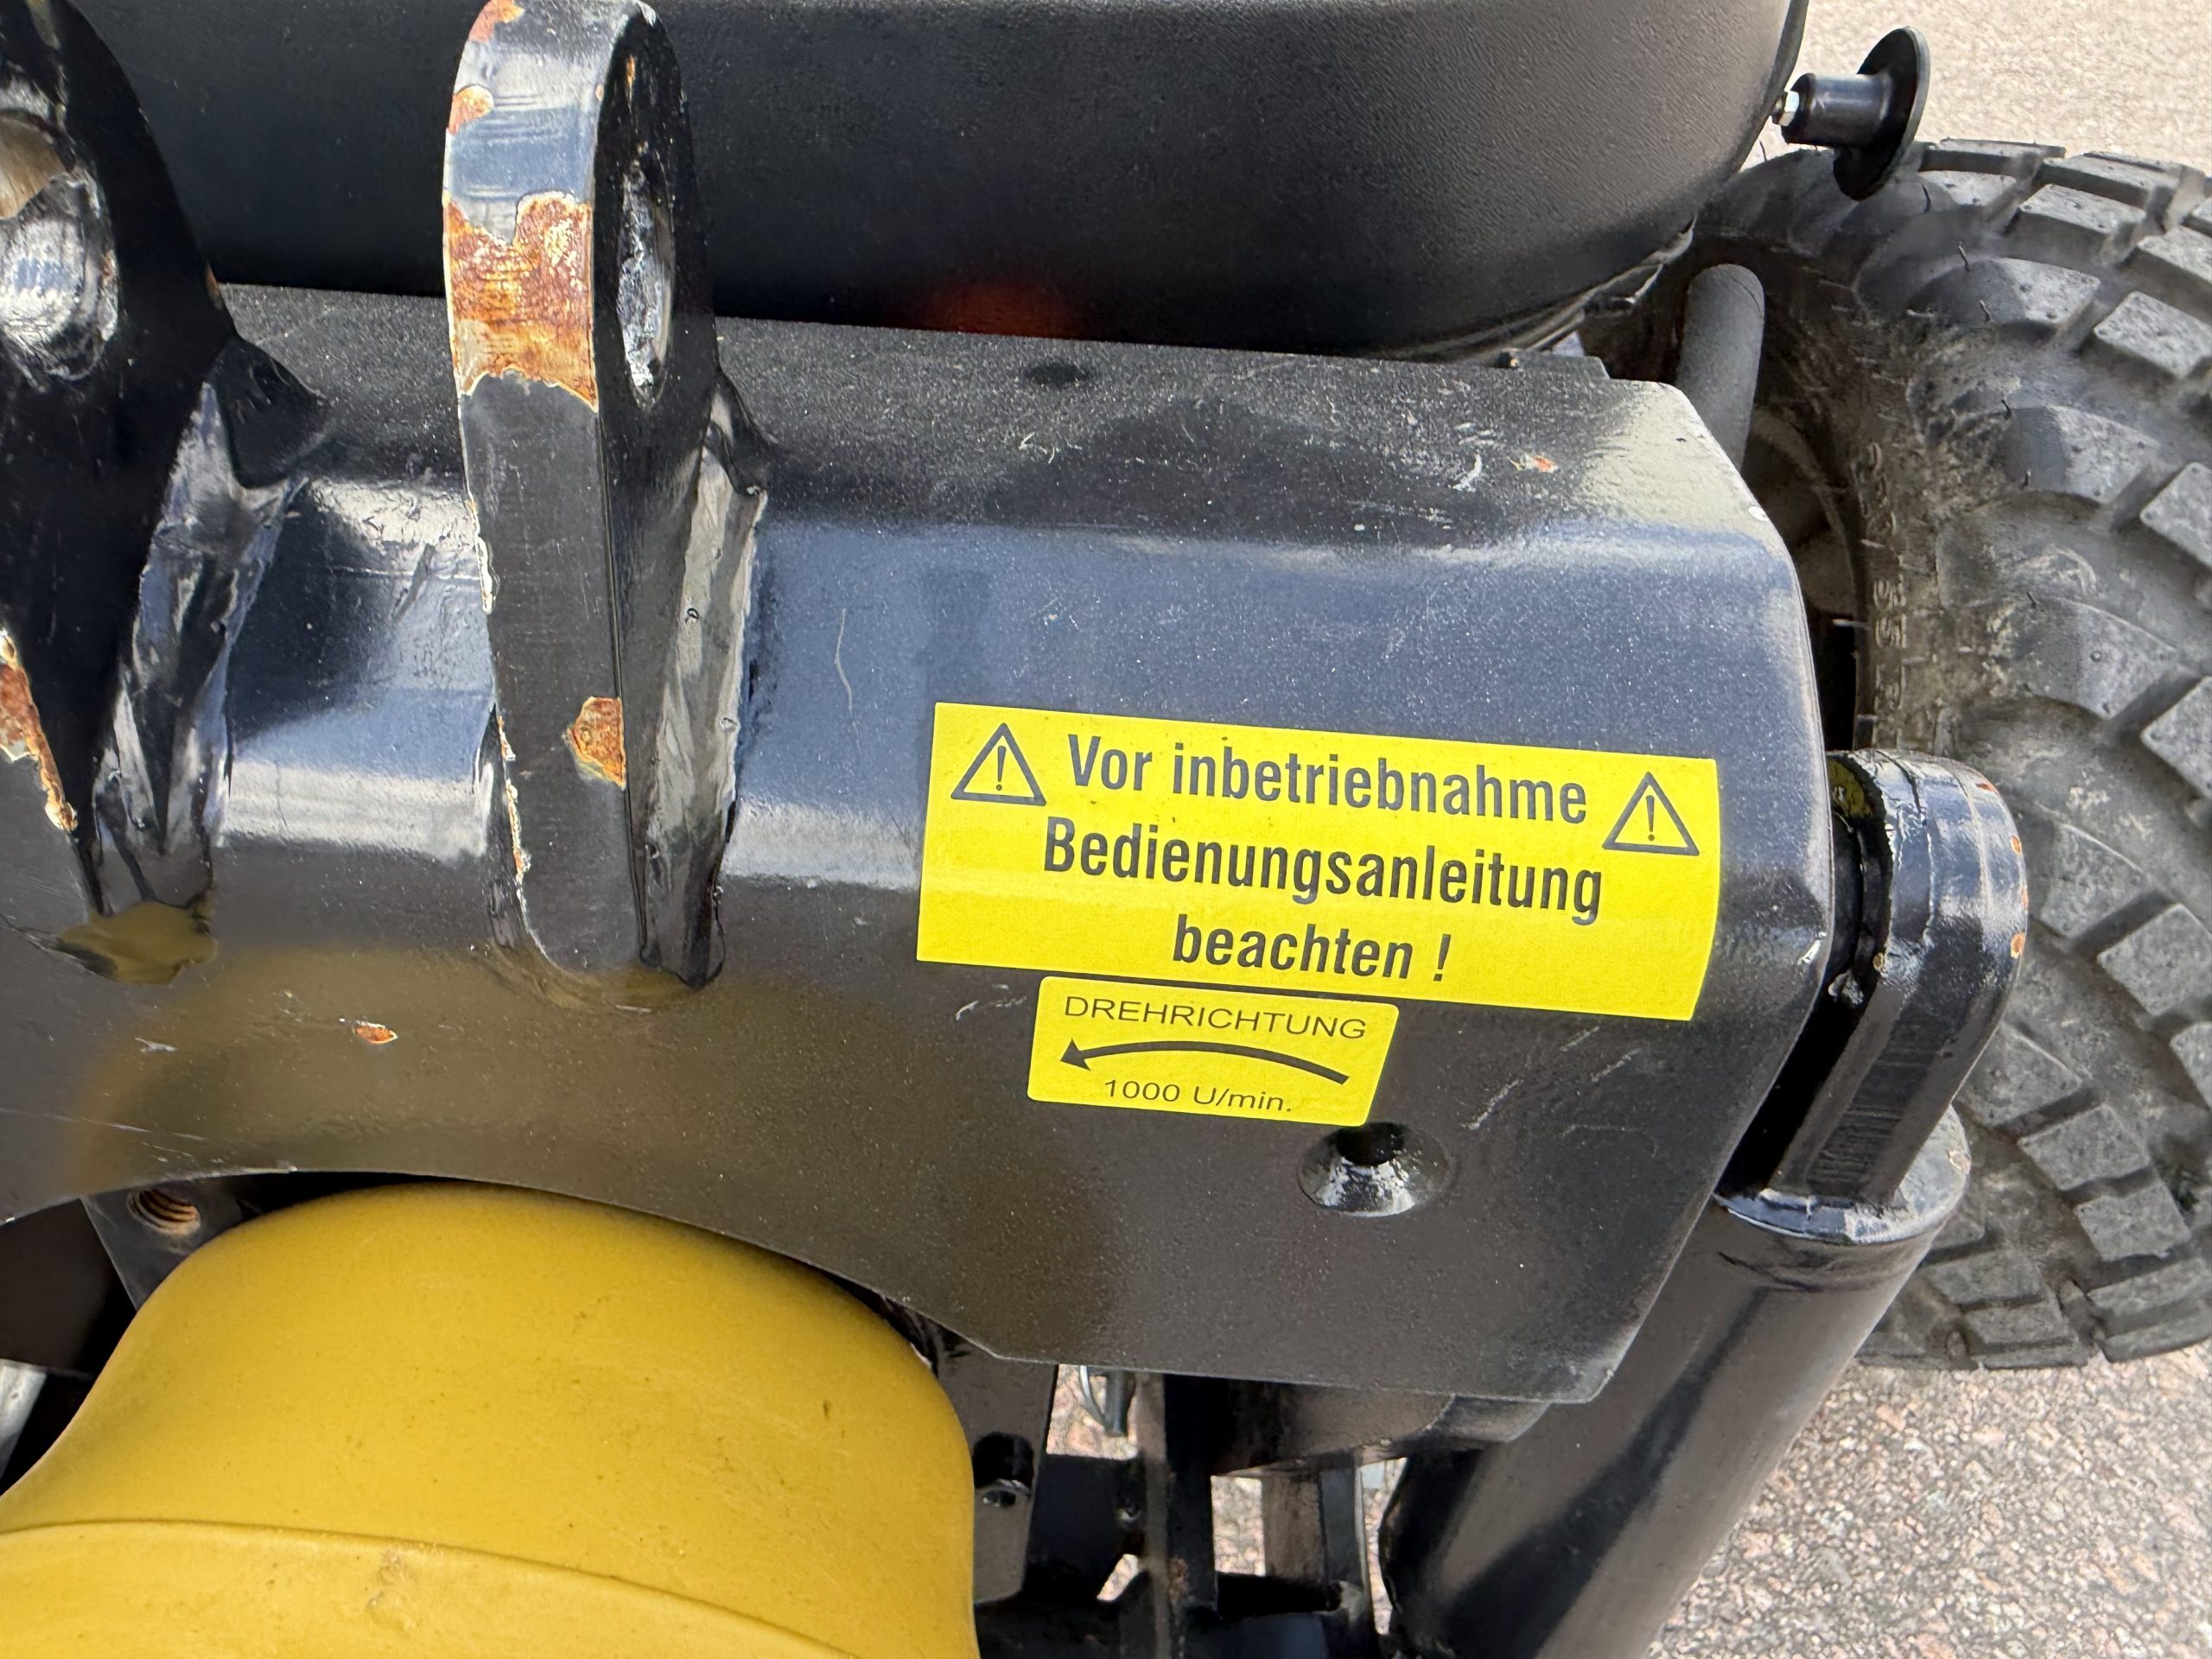 Vor inbetriebnahme
Bedienungsanleitung
beachten !
DREHRICHTUNG
1000 U/min.